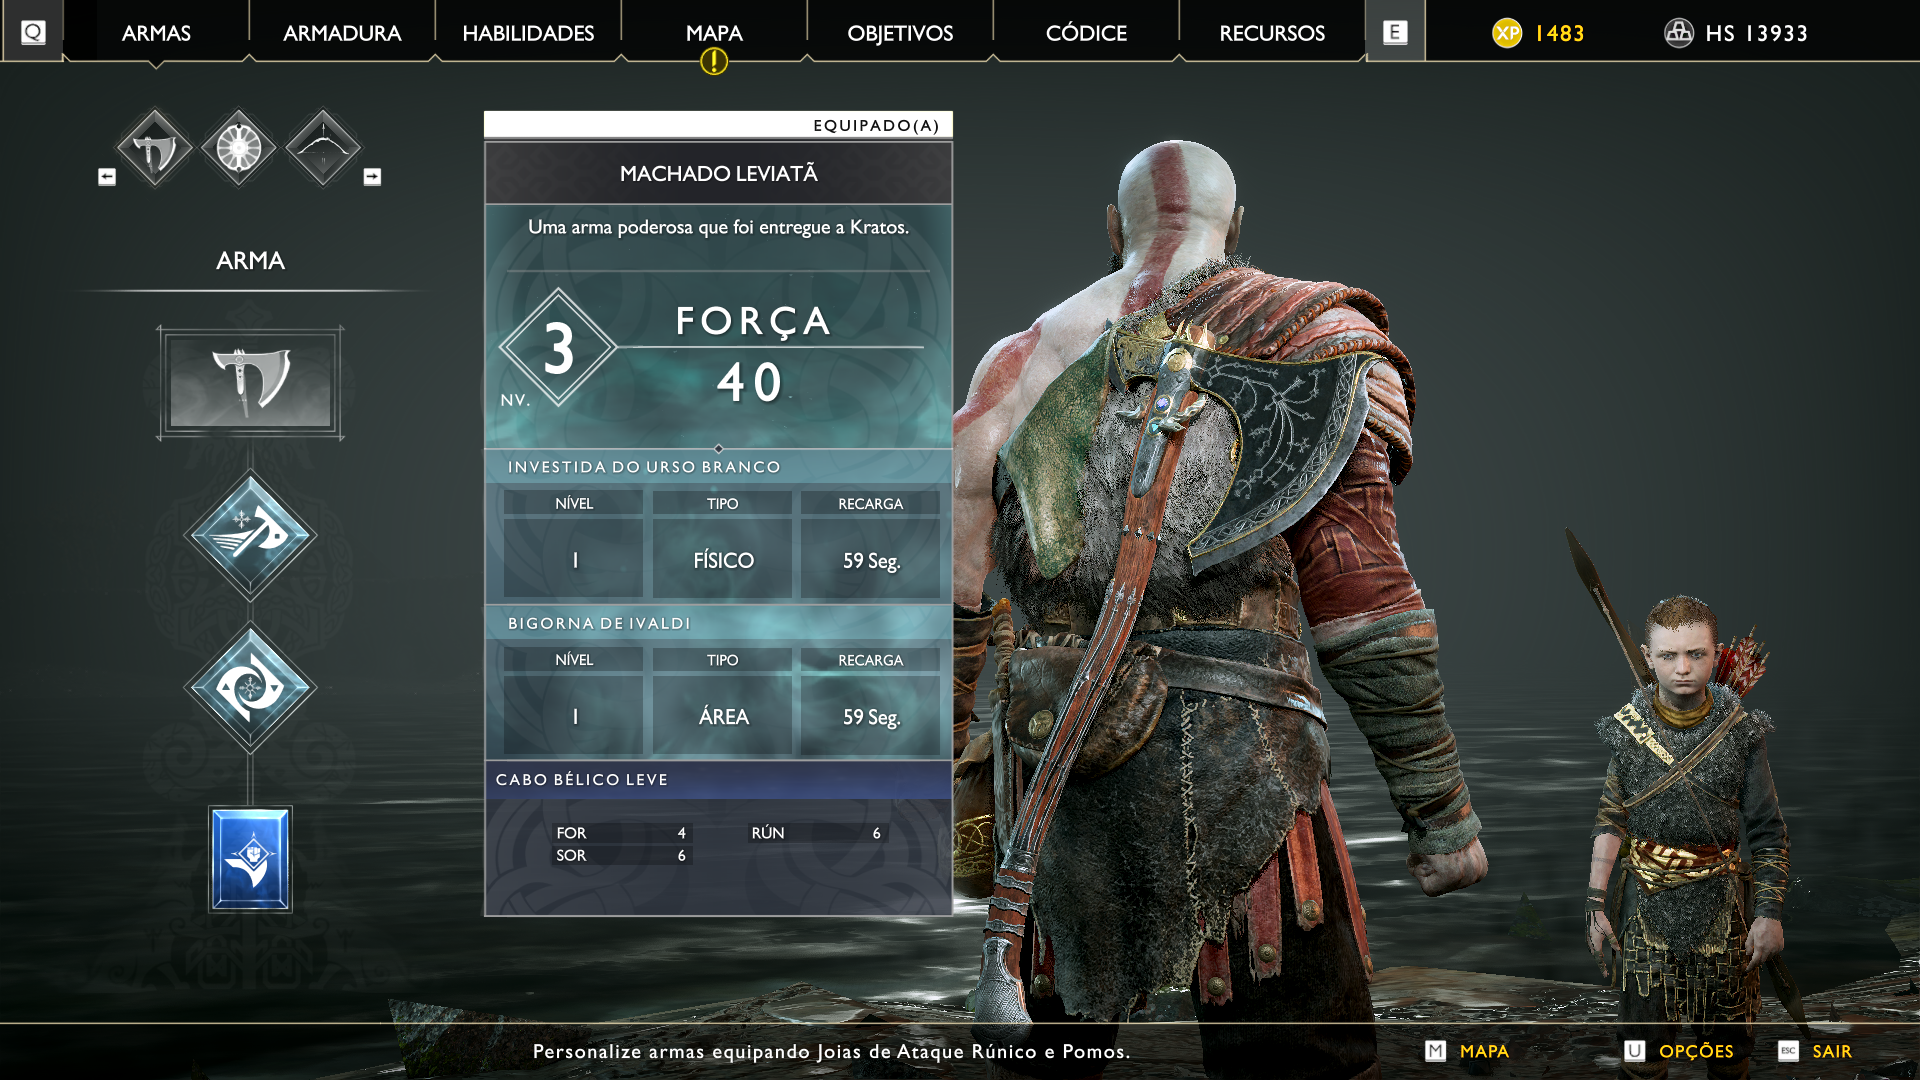 Q
ARMAS
ARMADURA
HABILIDADES
MAPA
OBJETIVOS
CÓDICE
RECURSOS
E
XP 1483
HS 13933
EQUIPADO(A)
MACHADO LEVIATÃ
Uma arma poderosa que foi entregue a Kratos.
ARMA
3
NV.
FORÇA
40
INVESTIDA DO URSO BRANCO
NÍVEL TIPO RECARGA
1 FÍSICO 59 Seg.
BIGORNA DE IVALDI
NÍVEL TIPO RECARGA
1 ÁREA 59 Seg.
CABO BÉLICO LEVE
FOR 4 RÚN 6
SOR 6
Personalize armas equipando Joias de Ataque Rúnico e Pomos.
M MAPA
U OPÇÕES
ESC SAIR